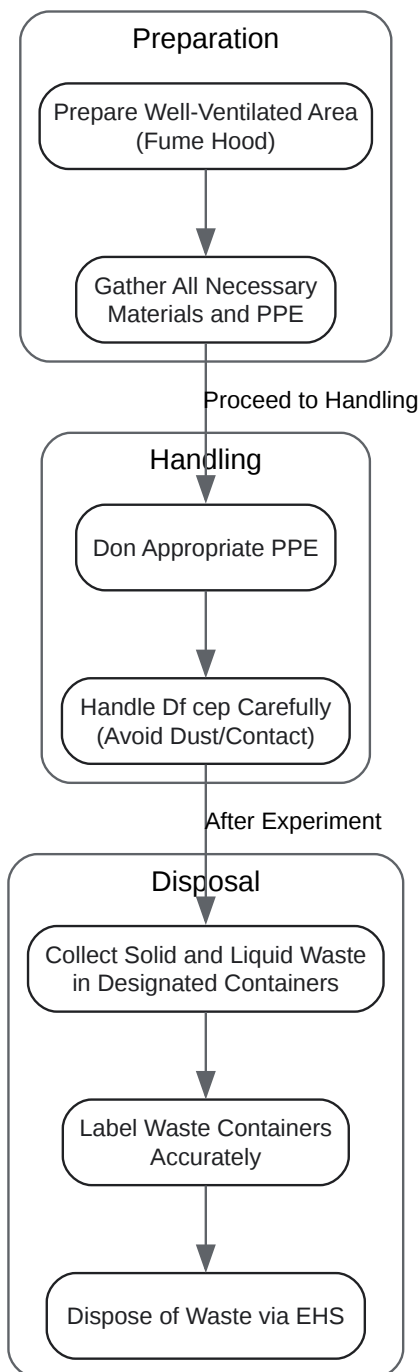 Preparation
Prepare Well-Ventilated Area
(Fume Hood)
Gather All Necessary
Materials and PPE
Proceed to Handling
Handling
Don Appropriate PPE
Handle Df cep Carefully
(Avoid Dust/Contact)
After Experiment
Disposal
Collect Solid and Liquid Waste
in Designated Containers
Label Waste Containers
Accurately
Dispose of Waste via EHS